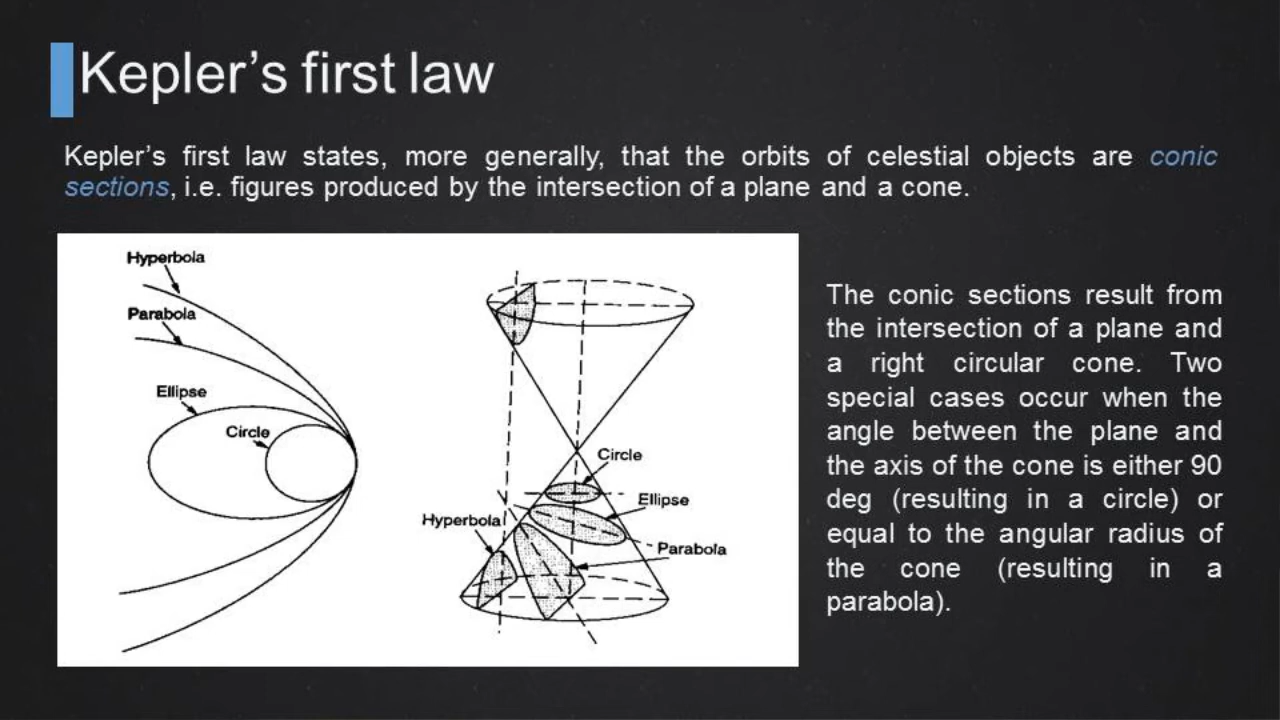 Kepler’s first law
Kepler’s first law states, more generally, that the orbits of celestial objects are conic
sections, i.e. figures produced by the intersection of a plane and a cone.
Hyperbola
Parabola
Ellipse
Circle
Circle
Ellipse
Hyperbola
Parabola
The conic sections result from
the intersection of a plane and
a right circular cone. Two
special cases occur when the
angle between the plane and
the axis of the cone is either 90
deg (resulting in a circle) or
equal to the angular radius of
the cone (resulting in a
parabola).